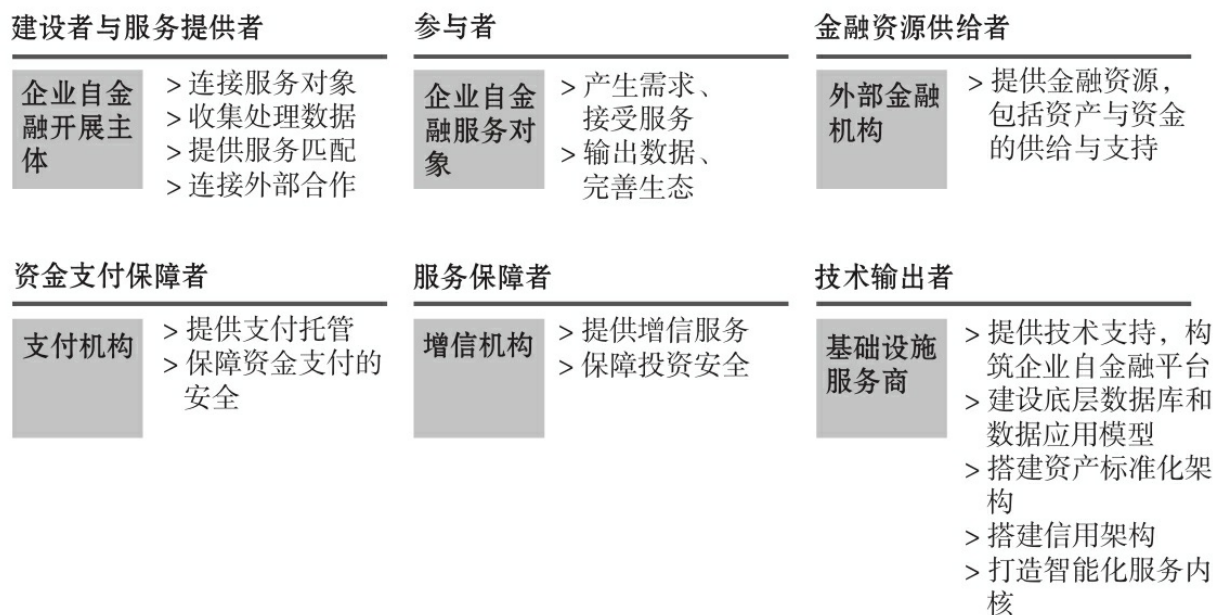 建设者与服务提供者
企业自金
融开展主
体
> 连接服务对象
> 收集处理数据
> 提供服务匹配
> 连接外部合作
参与者
企业自金
融服务对
象
> 产生需求、
接受服务
> 输出数据、
完善生态
金融资源供给者
外部金融
机构
> 提供金融资源，
包括资产与资金
的供给与支持
资金支付保障者
支付机构
> 提供支付托管
> 保障资金支付的
安全
服务保障者
增信机构
> 提供增信服务
> 保障投资安全
技术输出者
基础设施
服务商
> 提供技术支持，构
筑企业自金融平台
> 建设底层数据库和
数据应用模型
> 搭建资产标准化架
构
> 搭建信用架构
> 打造智能化服务内
核